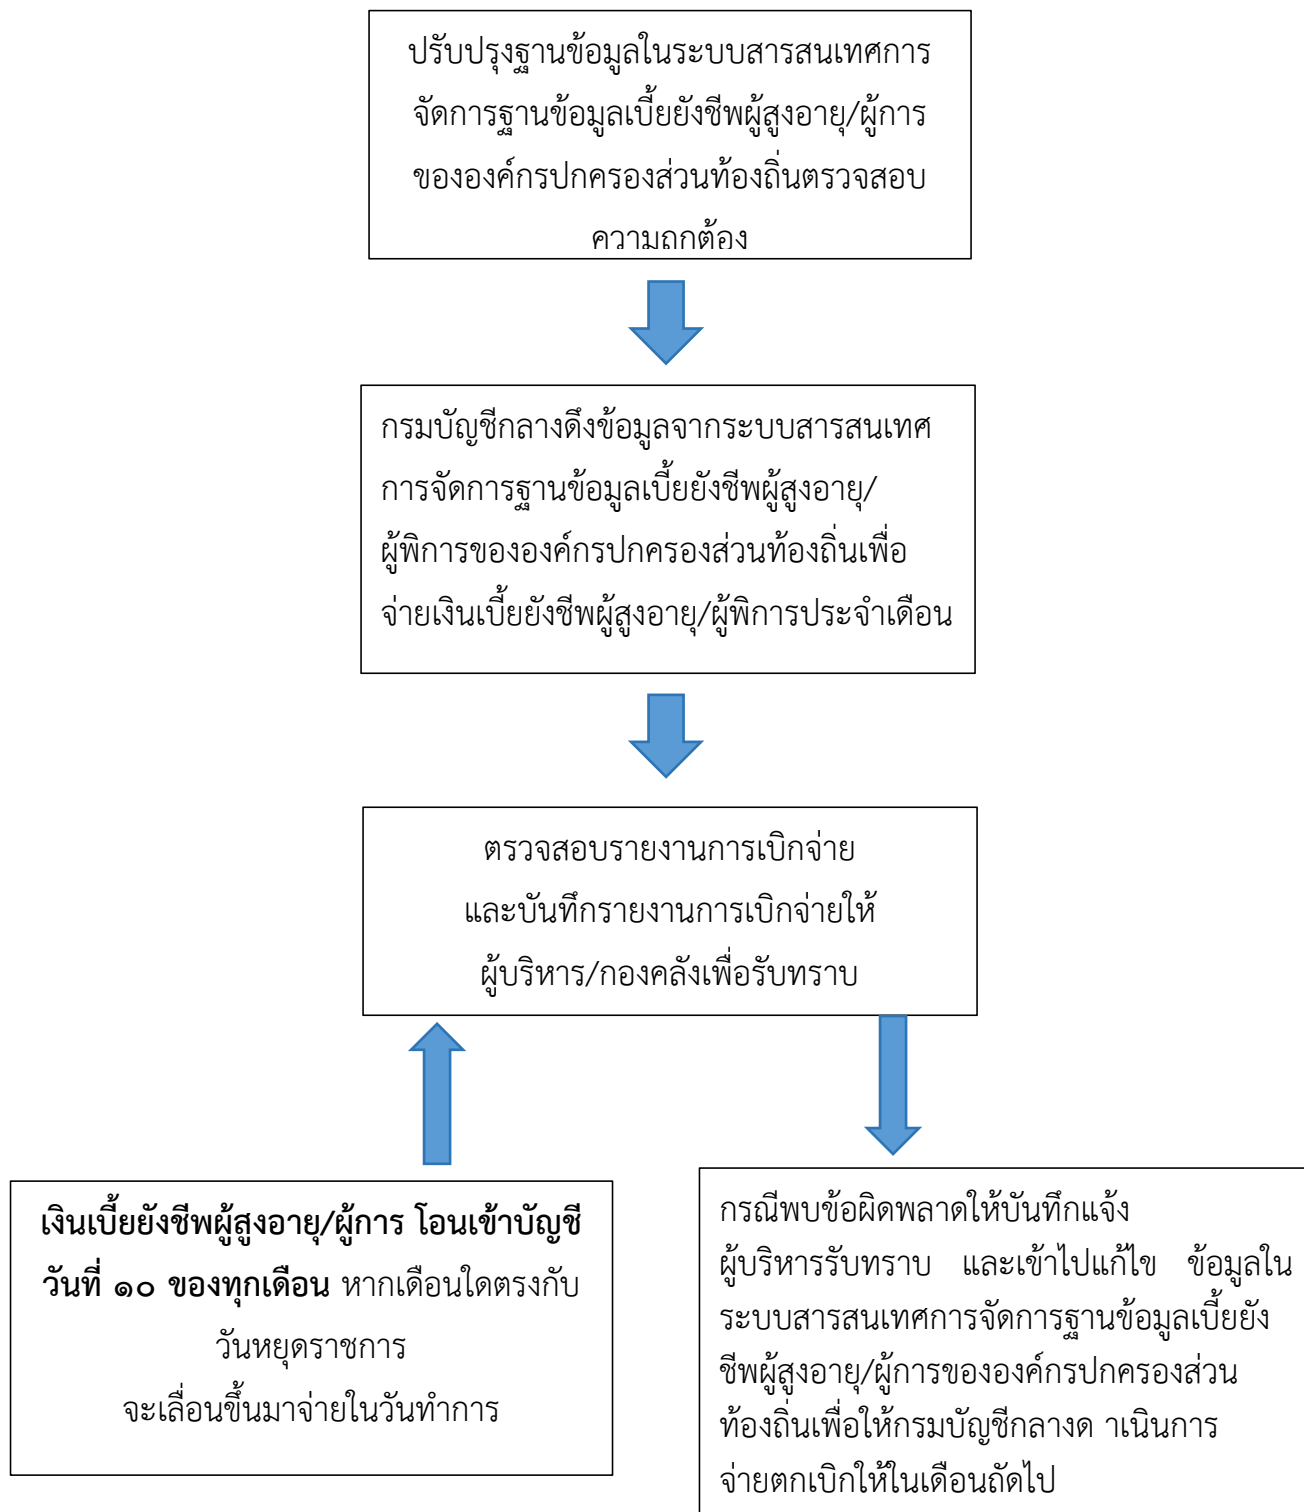 ปรับปรุงฐานข้อมูลในระบบสารสนเทศการ
จัดการฐานข้อมูลเบี้ยยังชีพผู้สูงอายุ/ผู้การ
ขององค์กรปกครองส่วนท้องถิ่นตรวจสอบ
ความถูกต้อง
กรมบัญชีกลางดึงข้อมูลจากระบบสารสนเทศ
การจัดการฐานข้อมูลเบี้ยยังชีพผู้สูงอายุ/
ผู้พิการขององค์กรปกครองส่วนท้องถิ่นเพื่อ
จ่ายเงินเบี้ยยังชีพผู้สูงอายุ/ผู้พิการประจำเดือน
ตรวจสอบรายงานการเบิกจ่าย
และบันทึกรายงานการเบิกจ่ายให้
ผู้บริหาร/กองคลังเพื่อรับทราบ
เงินเบี้ยยังชีพผู้สูงอายุ/ผู้การ โอนเข้าบัญชี
วันที่ ๑๐ ของทุกเดือน หากเดือนใดตรงกับ
วันหยุดราชการ
จะเลื่อนขึ้นมาจ่ายในวันทำการ
กรณีพบข้อผิดพลาดให้บันทึกแจ้ง
ผู้บริหารรับทราบ และเข้าไปแก้ไข ข้อมูลใน
ระบบสารสนเทศการจัดการฐานข้อมูลเบี้ยยัง
ชีพผู้สูงอายุ/ผู้การขององค์กรปกครองส่วน
ท้องถิ่นเพื่อให้กรมบัญชีกลางด าเนินการ
จ่ายตกเบิกให้ในเดือนถัดไป